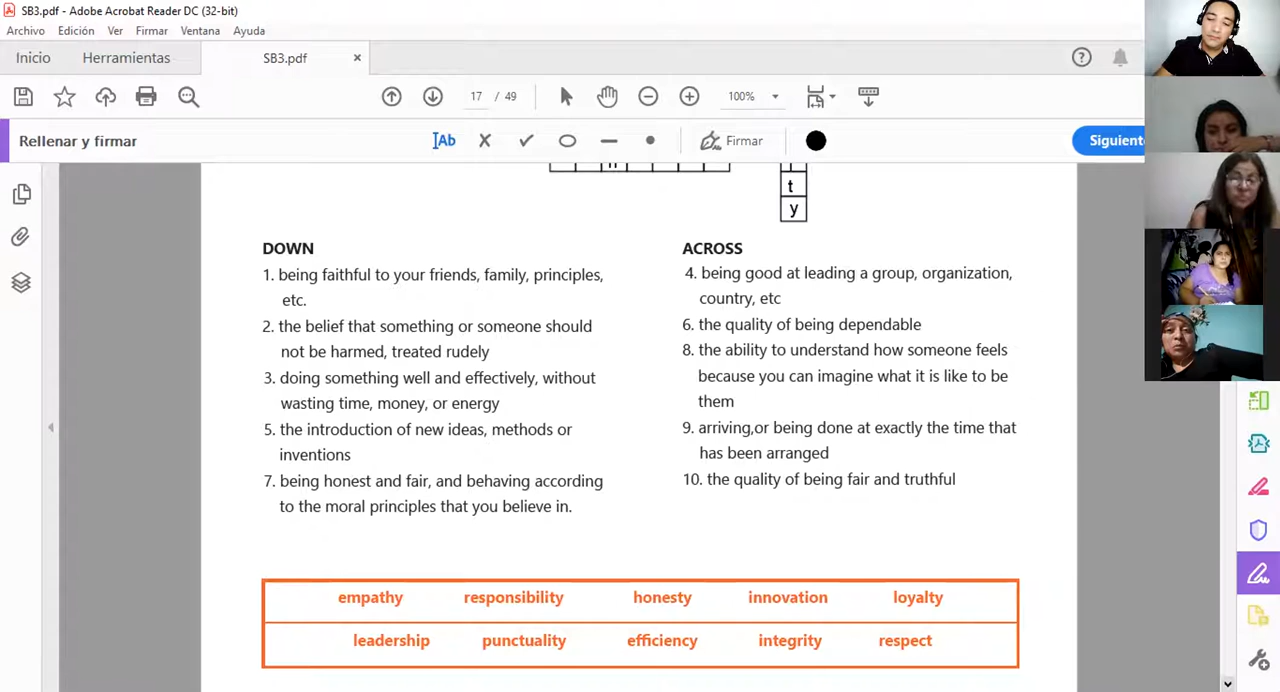 SB3.pdf - Adobe Acrobat Reader DC (32-bit)
Archivo Edición Ver Firmar Ventana Ayuda
Inicio Herramientas SB3.pdf ×
17 / 49 100%
Rellenar y firmar Ab Firmar Siguiente
n
t
y
DOWN
1. being faithful to your friends, family, principles,
etc.
2. the belief that something or someone should
not be harmed, treated rudely
3. doing something well and effectively, without
wasting time, money, or energy
5. the introduction of new ideas, methods or
inventions
7. being honest and fair, and behaving according
to the moral principles that you believe in.
ACROSS
4. being good at leading a group, organization,
country, etc
6. the quality of being dependable
8. the ability to understand how someone feels
because you can imagine what it is like to be
them
9. arriving,or being done at exactly the time that
has been arranged
10. the quality of being fair and truthful
empathy responsibility honesty innovation loyalty
leadership punctuality efficiency integrity respect